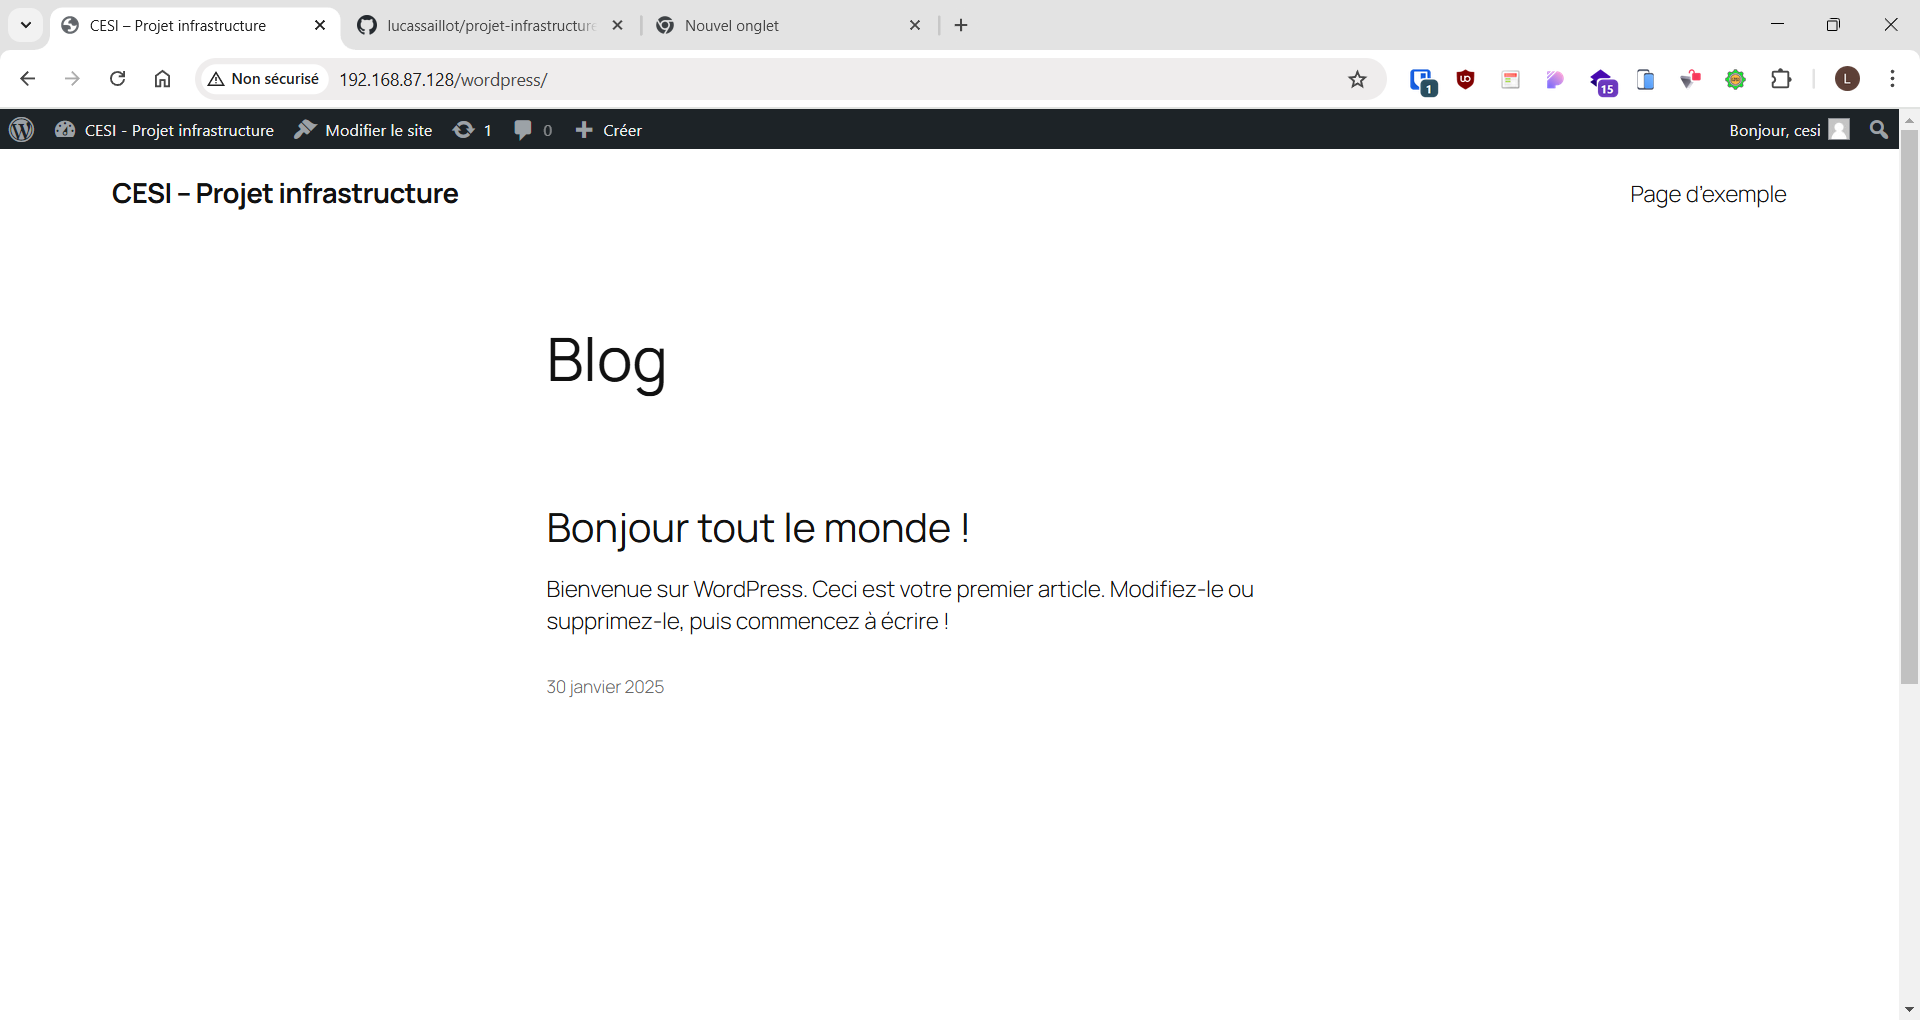 CESI – Projet infrastructure
lucassaillot/projet-infrastructure
Nouvel onglet
Non sécurisé
192.168.87.128/wordpress/
1
15
L
CESI - Projet infrastructure
Modifier le site
1
0
Créer
Bonjour, cesi
CESI – Projet infrastructure
Page d’exemple
Blog
Bonjour tout le monde !
Bienvenue sur WordPress. Ceci est votre premier article. Modifiez-le ou
supprimez-le, puis commencez à écrire !
30 janvier 2025